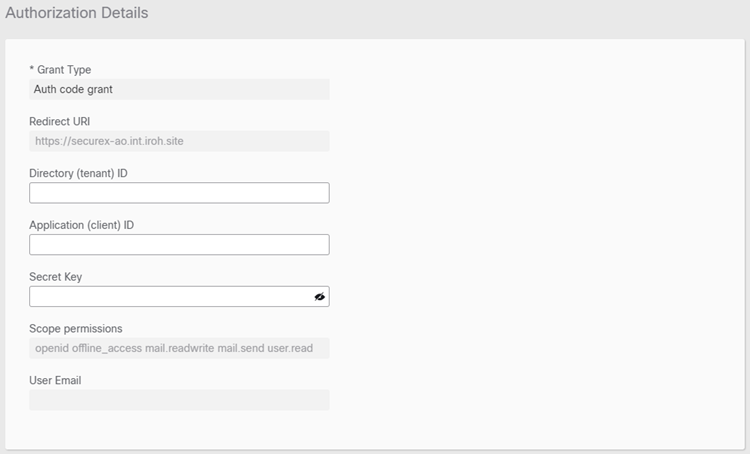 Authorization Details
* Grant Type
Auth code grant
Redirect URI
https://securex-ao.int.iroh.site
Directory (tenant) ID
Application (client) ID
Secret Key
Scope permissions
openid offline_access mail.readwrite mail.send user.read
User Email